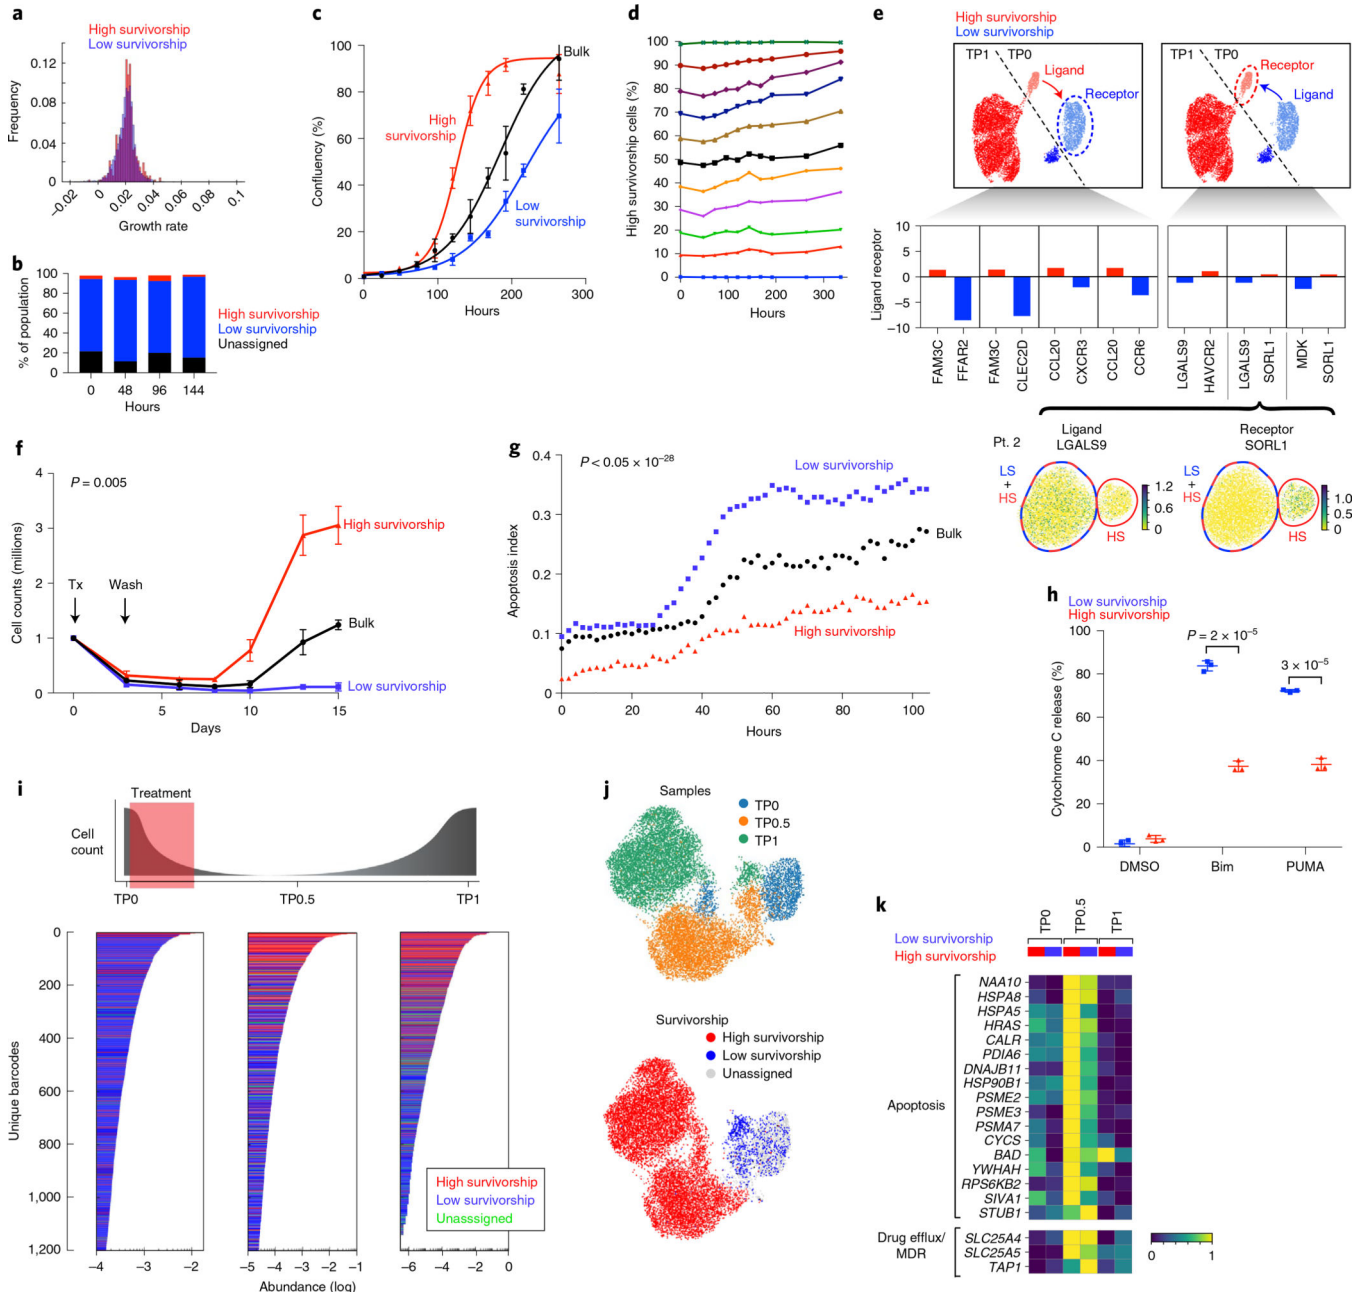 a
High survivorship
Low survivorship
Frequency
0.12
0.08
0.04
0
−0.02
0
0.02
0.04
0.06
0.08
0.1
Growth rate
b
% of population
100
80
60
40
20
0
0
48
96
144
Hours
High survivorship
Low survivorship
Unassigned
c
Confluency (%)
100
80
60
40
20
0
Bulk
High
survivorship
Low
survivorship
0
100
200
300
Hours
d
High survivorship cells (%)
100
90
80
70
60
50
40
30
20
10
0
0
100
200
300
Hours
e
High survivorship
Low survivorship
TP1
TP0
Ligand
Receptor
TP1
TP0
Receptor
Ligand
Ligand receptor
10
5
0
−5
−10
FAM3C
FFAR2
FAM3C
CLEC2D
CCL20
CXCR3
CCL20
CCR6
LGALS9
HAVCR2
LGALS9
SORL1
MDK
SORL1
Pt. 2
Ligand
LGALS9
Receptor
SORL1
LS
+
HS
HS
1.2
0.6
0
LS
+
HS
HS
1.0
0.5
0
f
P = 0.005
Cell counts (millions)
4
3
2
1
0
Tx
Wash
High survivorship
Bulk
Low survivorship
0
5
10
15
Days
g
P < 0.05 × 10−28
Apoptosis index
0.4
0.3
0.2
0.1
0
Low survivorship
Bulk
High survivorship
0
20
40
60
80
100
Hours
h
Low survivorship
High survivorship
Cytochrome C release (%)
100
80
60
40
20
0
P = 2 × 10−5
3 × 10−5
DMSO
Bim
PUMA
i
Treatment
Cell
count
TP0
TP0.5
TP1
Unique barcodes
0
200
400
600
800
1,000
1,200
−4
−3
−2
−5
−4
−3
−2
−1
−6
−4
−2
0
Abundance (log)
High survivorship
Low survivorship
Unasssigned
j
Samples
TP0
TP0.5
TP1
Survivorship
High survivorship
Low survivorship
Unassigned
k
TP0
TP0.5
TP1
Low survivorship
High survivorship
Apoptosis
NAA10
HSPA8
HSPA5
HRAS
CALR
PDIA6
DNAJB11
HSP90B1
PSME2
PSME3
PSMA7
CYCS
BAD
YWHAH
RPS6KB2
SIVA1
STUB1
Drug efflux/
MDR
SLC25A4
SLC25A5
TAP1
0
1